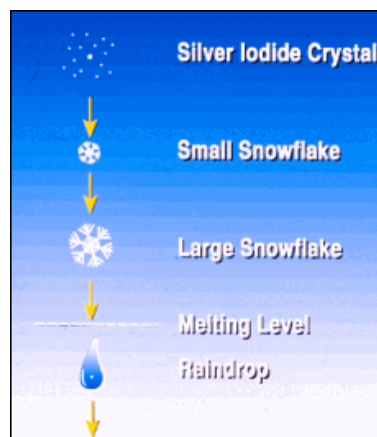 Silver Iodide Crystal
Small Snowflake
Large Snowflake
Melting Level
Raindrop